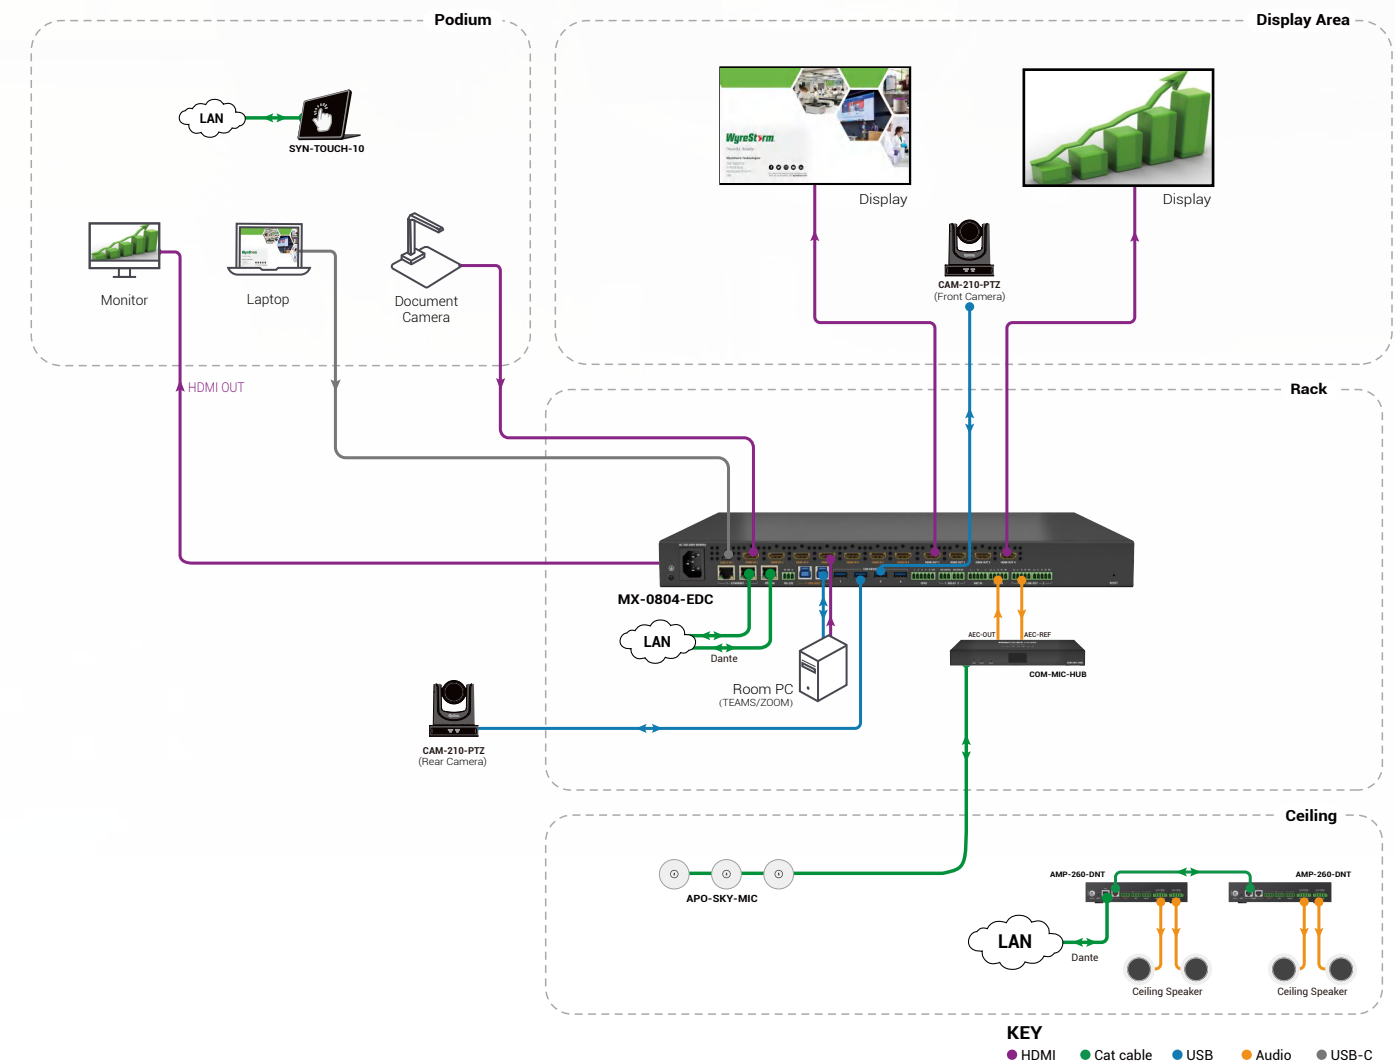 Podium
Display Area
LAN
SYN-TOUCH-10
WyreStorm
Display
Display
Monitor
Laptop
Document
Camera
CAM-210-PTZ
(Front Camera)
HDMI OUT
Rack
MX-0804-EDC
LAN
Dante
AEC-OUT
AEC-REF
COM-MIC-HUB
Room PC
(TEAMS/ZOOM)
CAM-210-PTZ
(Rear Camera)
Ceiling
APO-SKY-MIC
AMP-260-DNT
AMP-260-DNT
LAN
Dante
Ceiling Speaker
Ceiling Speaker
KEY
HDMI
Cat cable
USB
Audio
USB-C